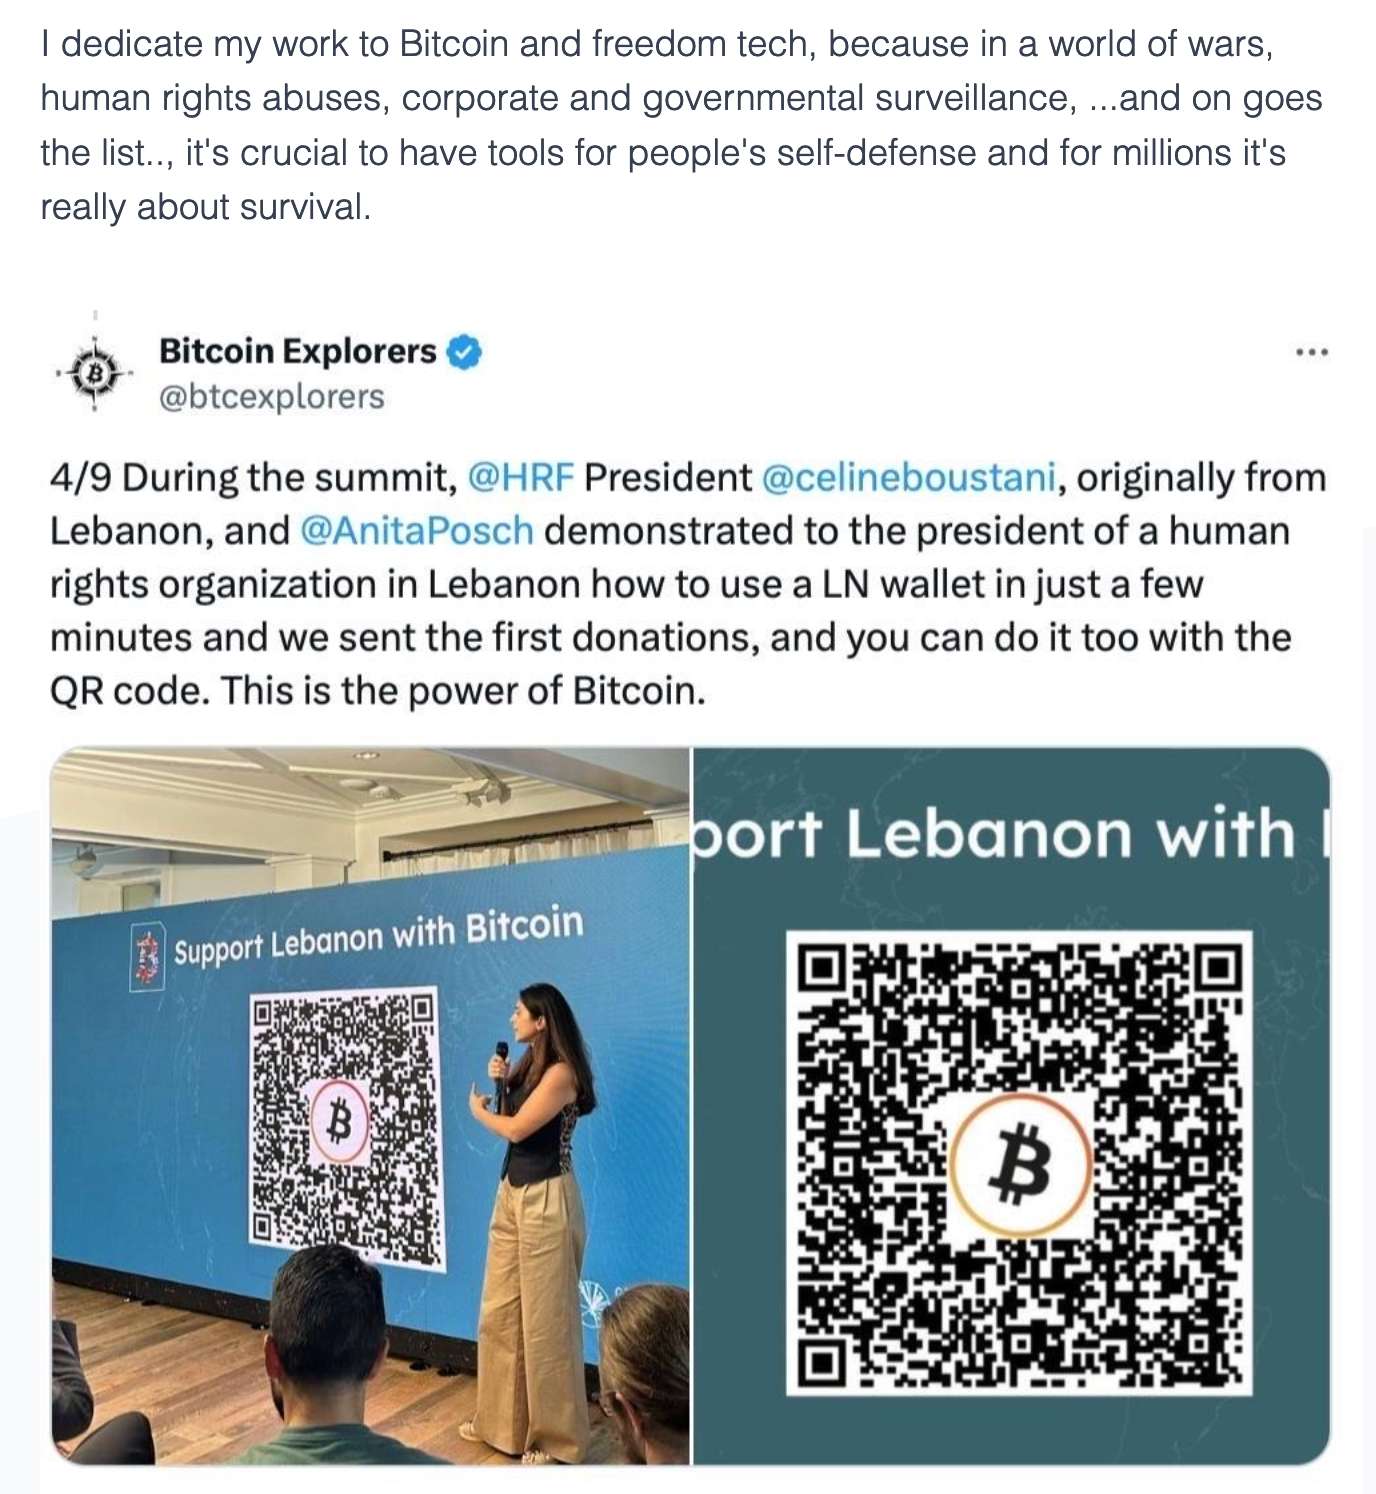 I dedicate my work to Bitcoin and freedom tech, because in a world of wars,
human rights abuses, corporate and governmental surveillance, ...and on goes
the list.., it's crucial to have tools for people's self-defense and for millions it's
really about survival.
Bitcoin Explorers
@btcexplorers
4/9 During the summit, @HRF President @celineboustani, originally from
Lebanon, and @AnitaPosch demonstrated to the president of a human
rights organization in Lebanon how to use a LN wallet in just a few
minutes and we sent the first donations, and you can do it too with the
QR code. This is the power of Bitcoin.
Support Lebanon with Bitcoin
port Lebanon with